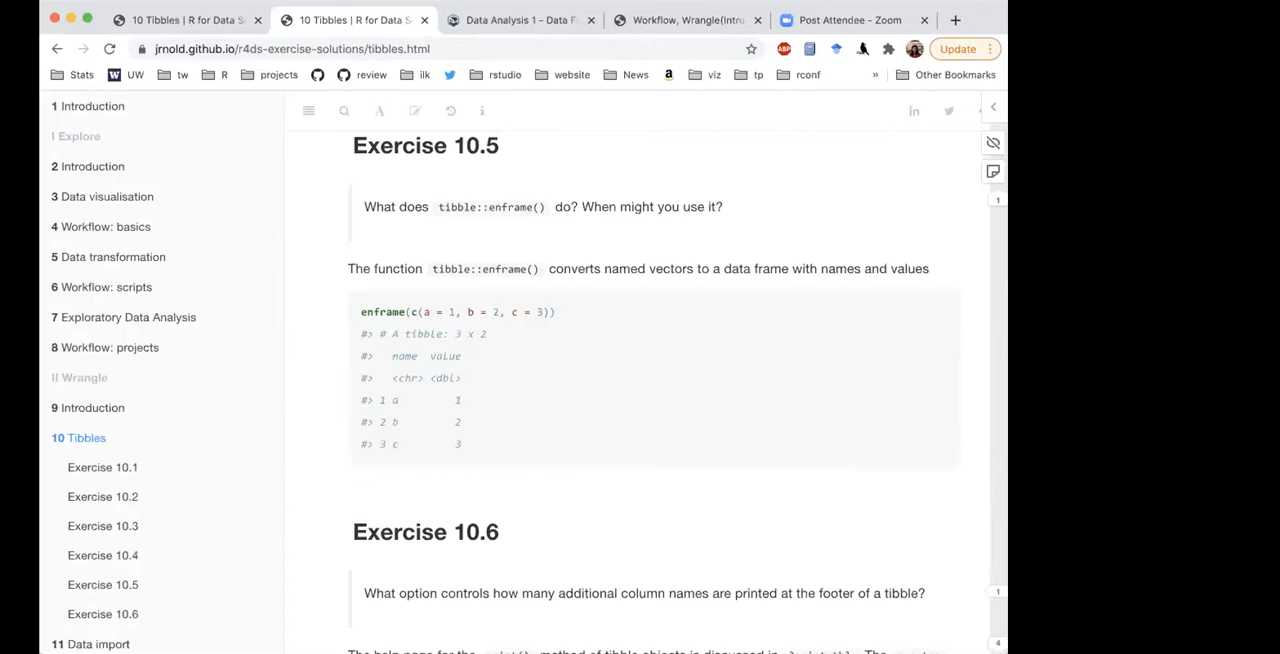 10 Tibbles | R for Data S
10 Tibbles | R for Data S
Data Analysis 1 - Data F
Workflow, Wrangle(Intro
Post Attendee - Zoom
jrnold.github.io/r4ds-exercise-solutions/tibbles.html
ABP
Update
Stats
W UW
tw
R
projects
review
ilk
rstudio
website
News
a
viz
tp
rconf
»
Other Bookmarks
1 Introduction
I Explore
2 Introduction
3 Data visualisation
4 Workflow: basics
5 Data transformation
6 Workflow: scripts
7 Exploratory Data Analysis
8 Workflow: projects
II Wrangle
9 Introduction
10 Tibbles
Exercise 10.1
Exercise 10.2
Exercise 10.3
Exercise 10.4
Exercise 10.5
Exercise 10.6
11 Data import
A
i
in
Exercise 10.5
What does tibble::enframe() do? When might you use it?
The function tibble::enframe() converts named vectors to a data frame with names and values
enframe(c(a = 1, b = 2, c = 3))
#> # A tibble: 3 x 2
#> name value
#> <chr> <dbl>
#> 1 a 1
#> 2 b 2
#> 3 c 3
Exercise 10.6
What option controls how many additional column names are printed at the footer of a tibble?
1
1
4